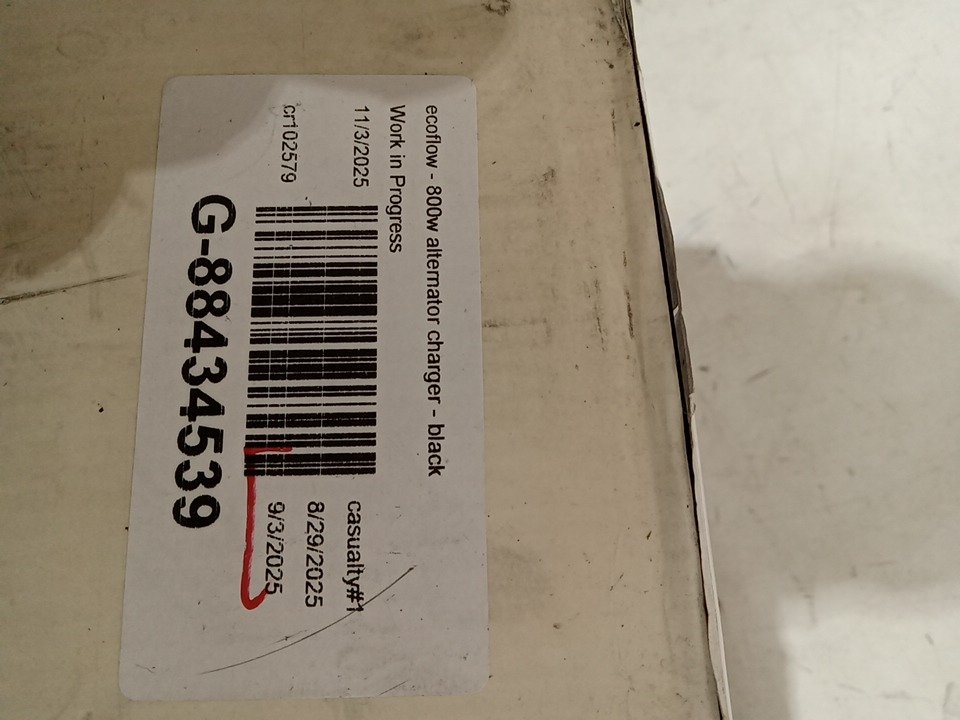 ecoflow - 800w alternator charger - black
Work in Progress
11/3/2025
casualty#1
8/29/2025
cr102579
9/3/2025
G-88434539